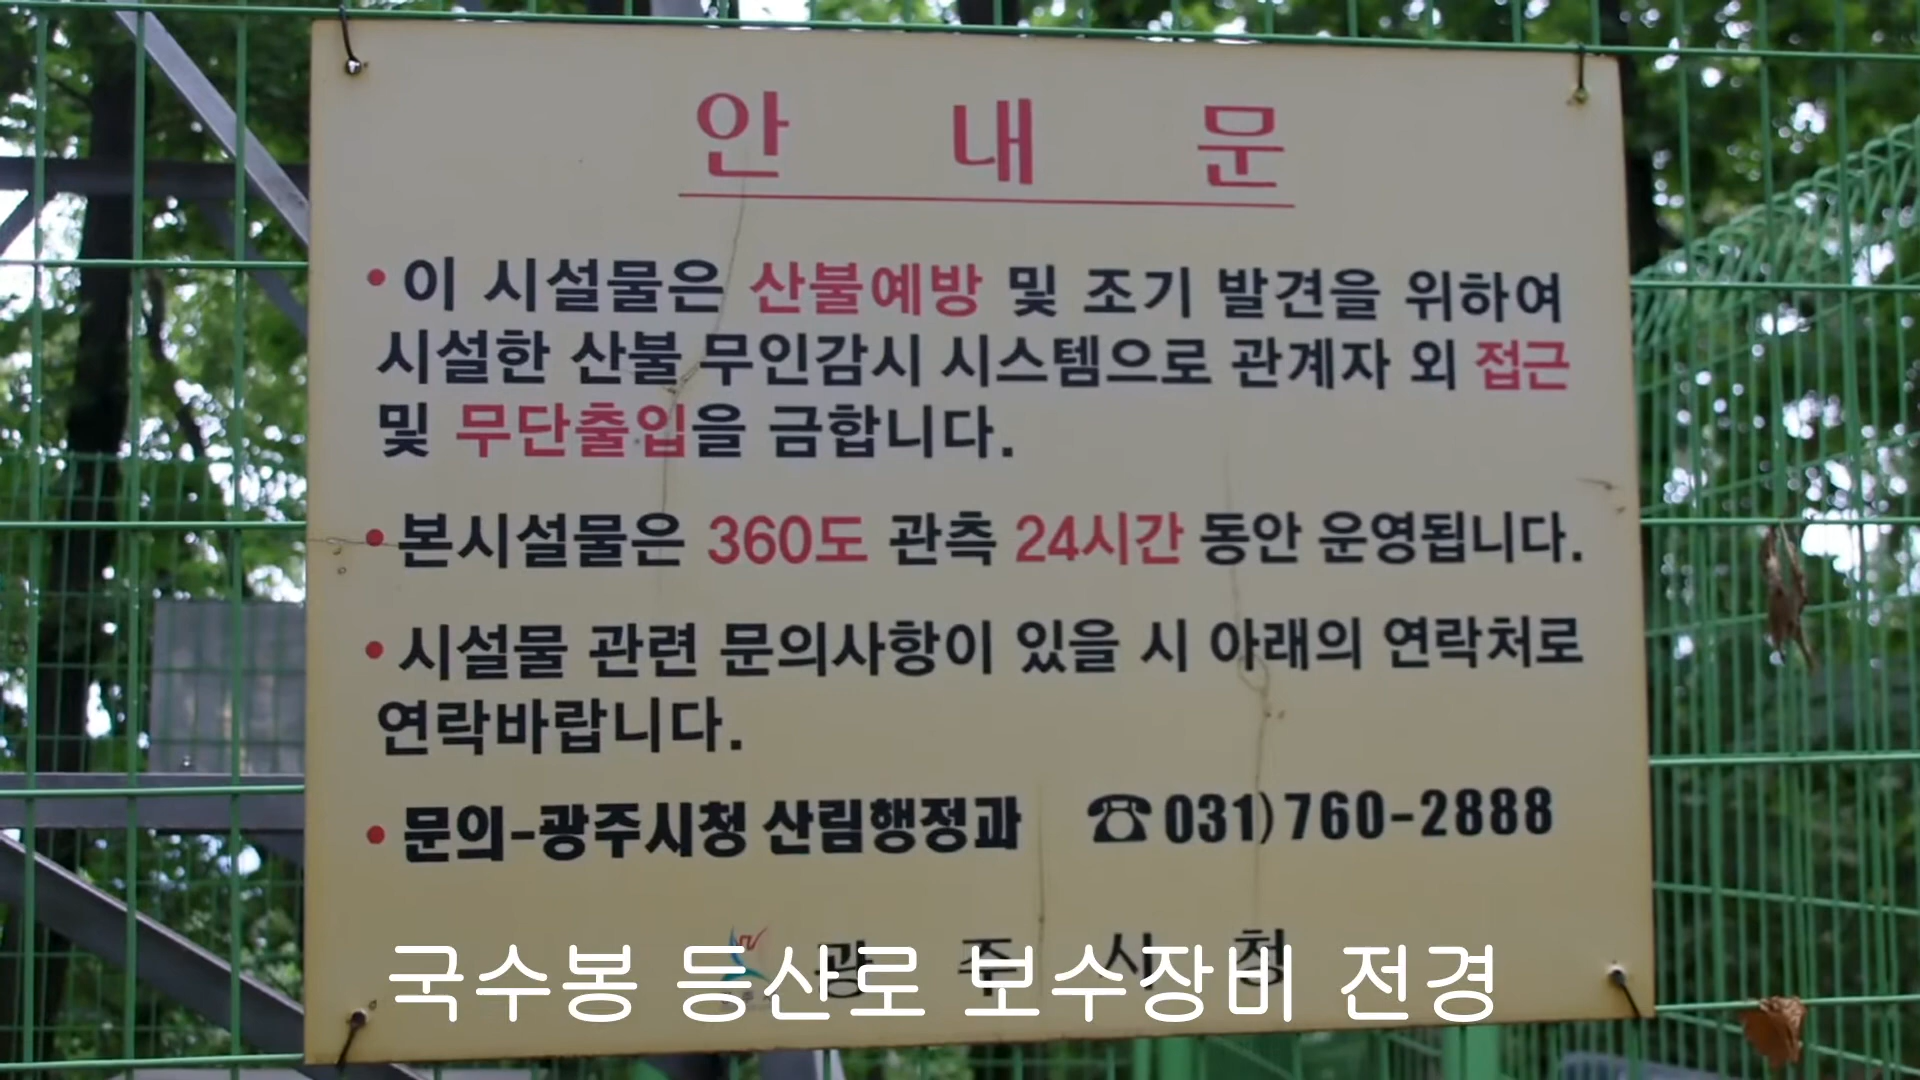 안 내 문
• 이 시설물은 산불예방 및 조기 발견을 위하여
시설한 산불 무인감시 시스템으로 관계자 외 접근
및 무단출입을 금합니다.
• 본시설물은 360도 관측 24시간 동안 운영됩니다.
• 시설물 관련 문의사항이 있을 시 아래의 연락처로
연락바랍니다.
• 문의-광주시청 산림행정과 ☎031)760-2888
광 주 시 청
국수봉 등산로 보수장비 전경